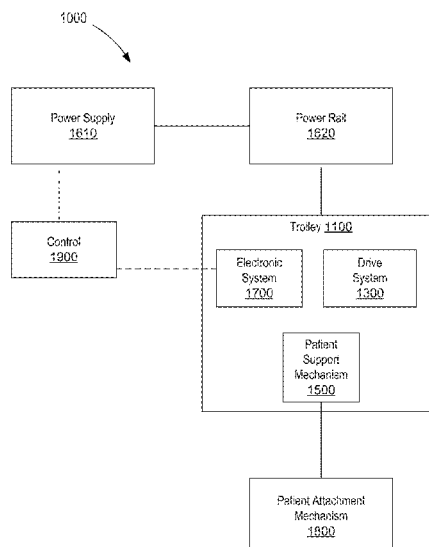 1000
Power Supply
1610
Power Rail
1620
Control
1900
Trolley 1100
Electronic
System
1700
Drive
System
1300
Patient
Support
Mechanism
1500
Patient Attachment
Mechanism
1800